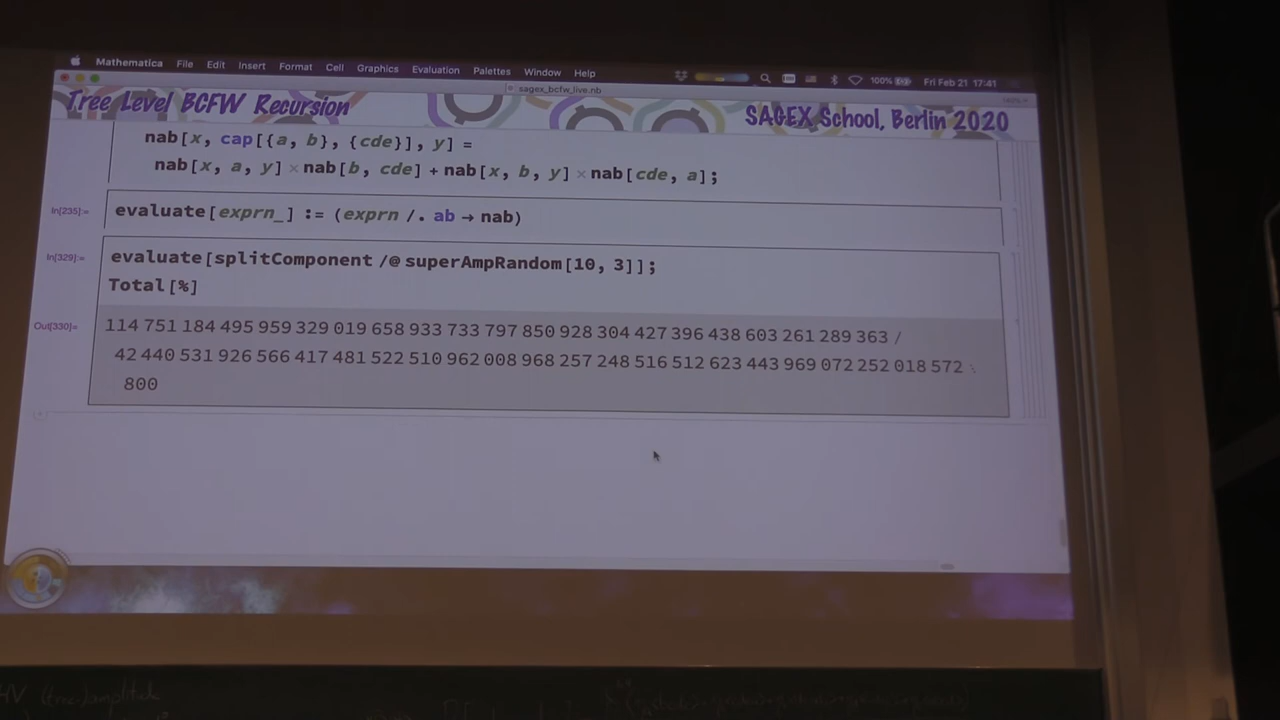 Mathematica File Edit Insert Format Cell Graphics Evaluation Palettes Window Help 100% Fri Feb 21 17:41
sagex_bcfw_live.nb
Tree Level BCFW Recursion SAGEX School, Berlin 2020
nab[x, cap[{a, b}, {cde}], y] =
nab[x, a, y] × nab[b, cde] + nab[x, b, y] × nab[cde, a];
In[235]:= evaluate[exprn_] := (exprn /. ab → nab)
In[329]:= evaluate[splitComponent /@ superAmpRandom[10, 3]];
Total[%]
Out[330]= 114 751 184 495 959 329 019 658 933 733 797 850 928 304 427 396 438 603 261 289 363 /
42 440 531 926 566 417 481 522 510 962 008 968 257 248 516 512 623 443 969 072 252 018 572 ⋱
800
(tree) amplitude